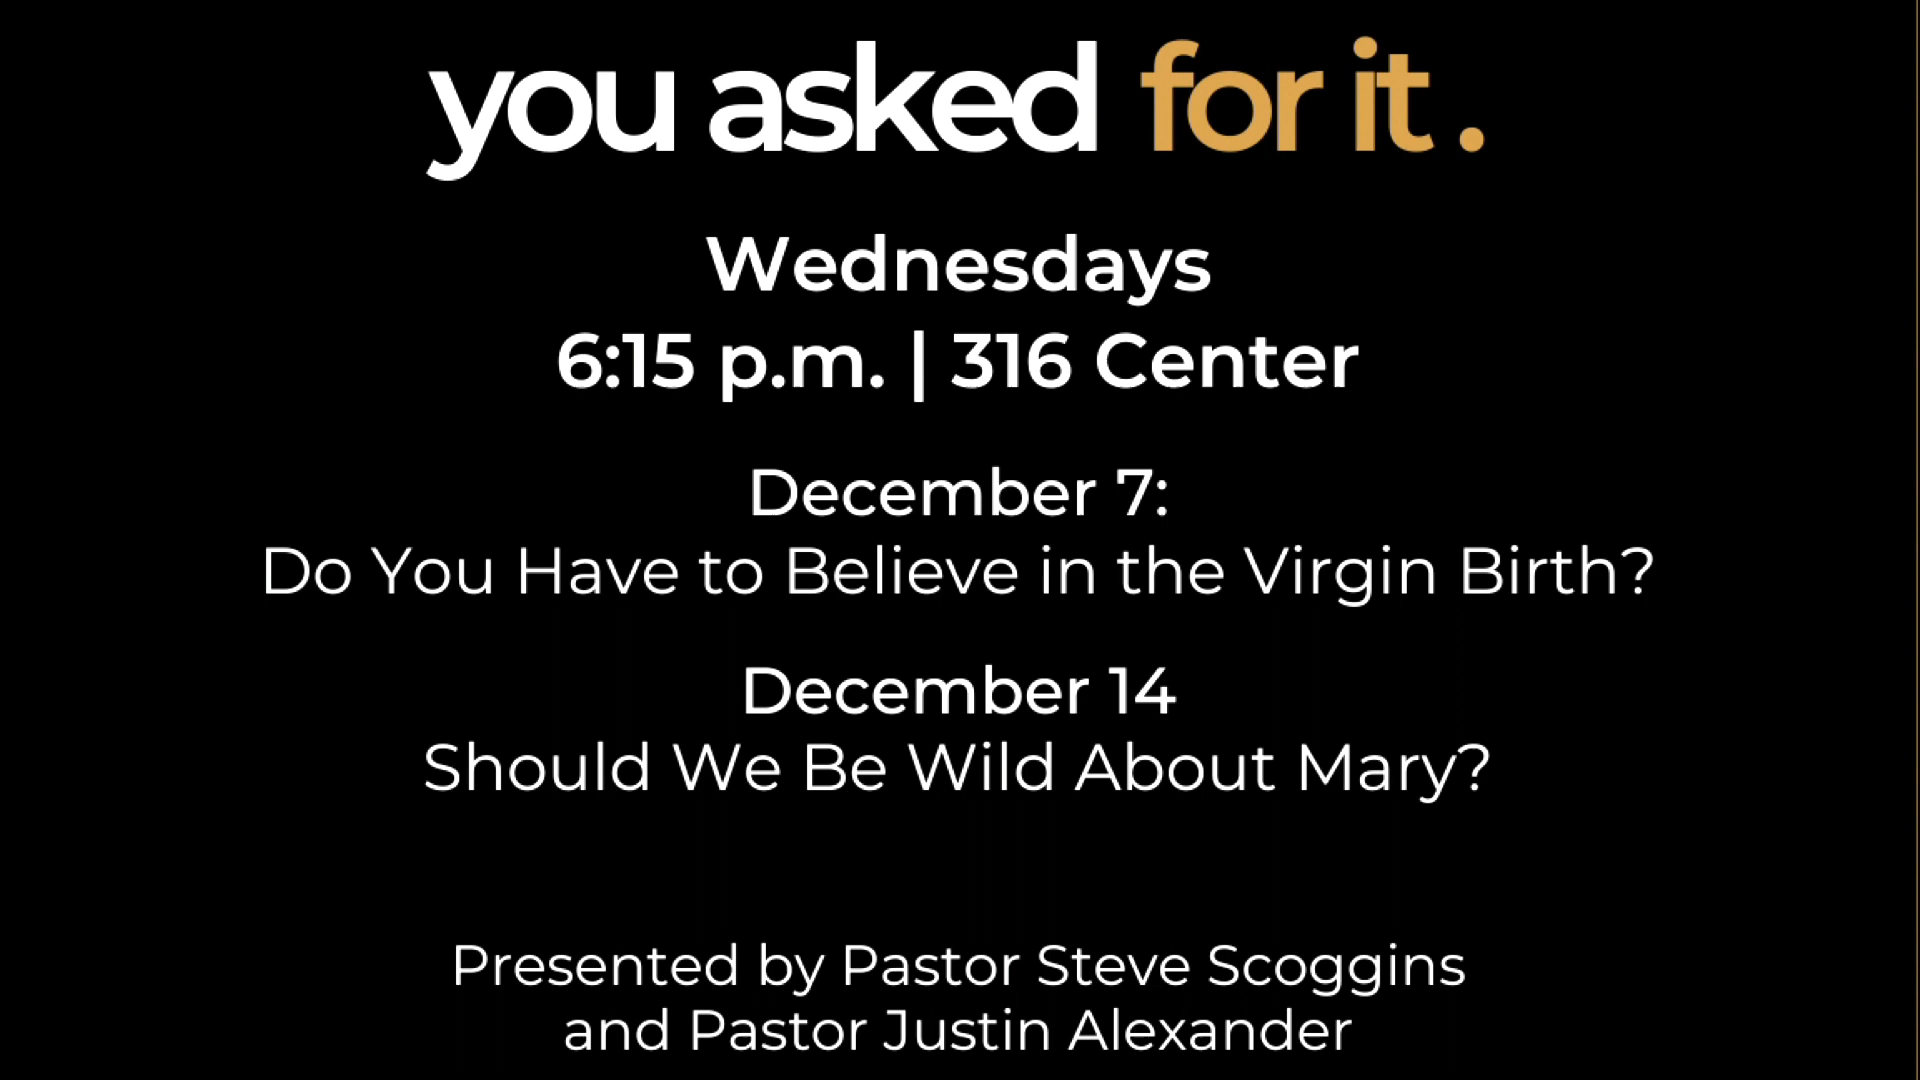 you asked for it .
Wednesdays
6:15 p.m. | 316 Center
December 7:
Do You Have to Believe in the Virgin Birth?
December 14
Should We Be Wild About Mary?
Presented by Pastor Steve Scoggins
and Pastor Justin Alexander